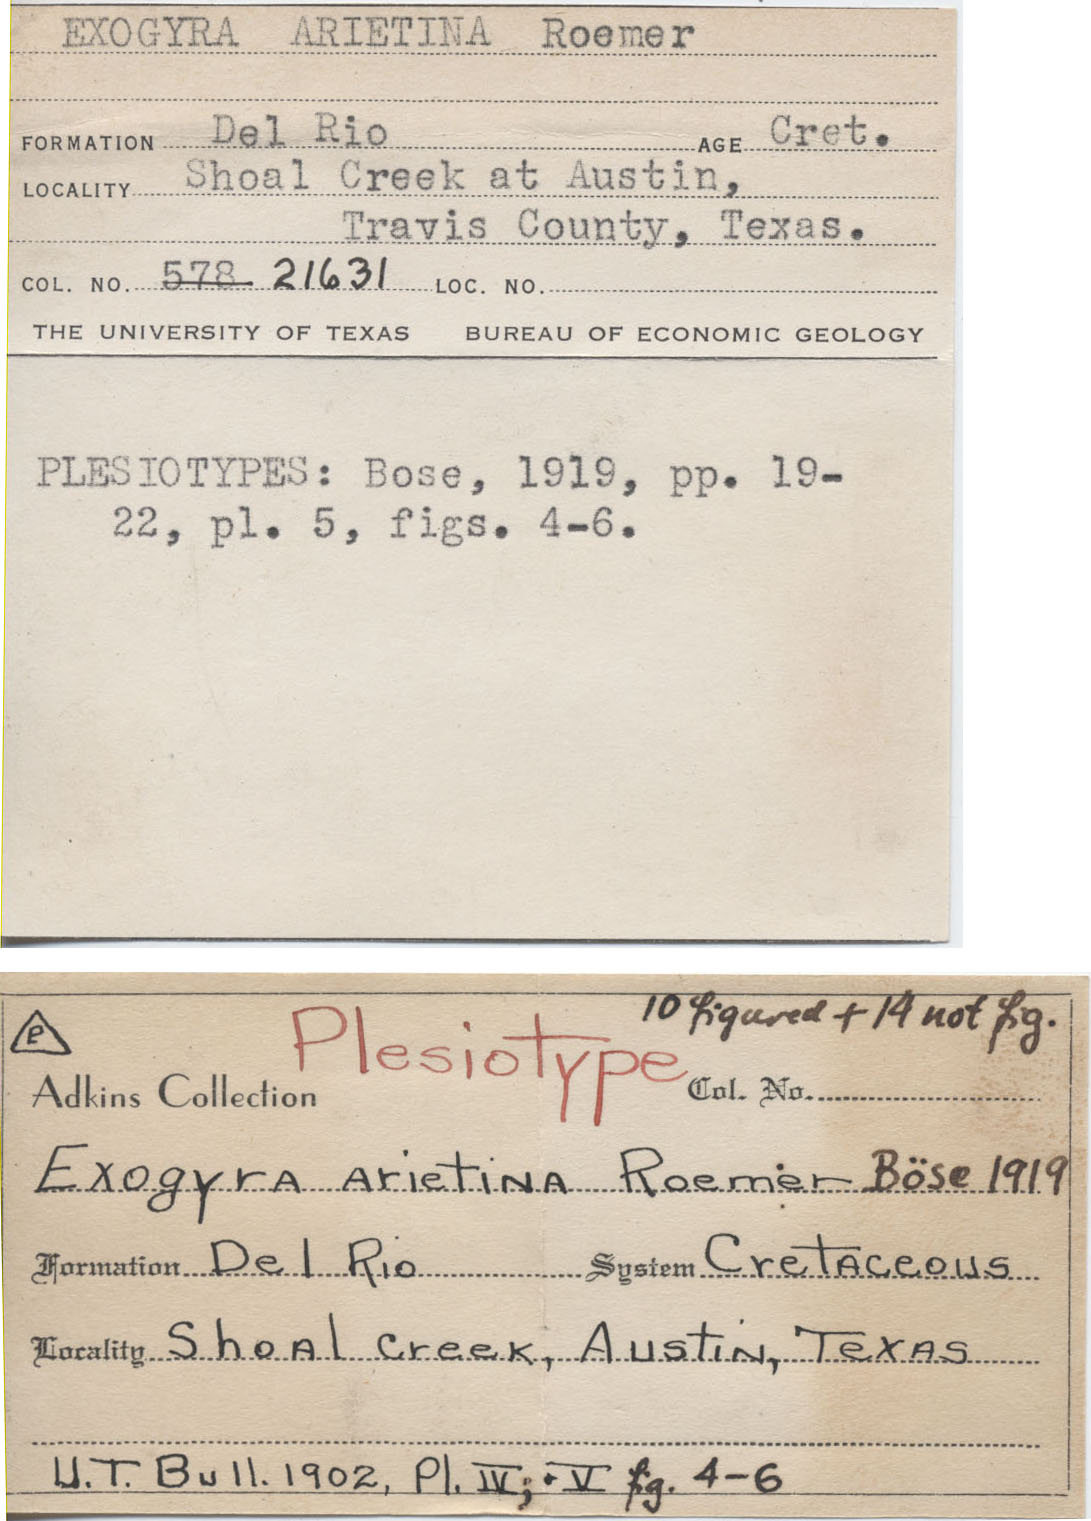 EXOGYRA ARIETINA Roemer
FORMATION Del Rio AGE Cret.
LOCALITY Shoal Creek at Austin,
Travis County, Texas.
COL. NO. 578 21631 LOC. NO.
THE UNIVERSITY OF TEXAS BUREAU OF ECONOMIC GEOLOGY
PLESIOTYPES: Bose, 1919, pp. 19-
22, pl. 5, figs. 4-6.
10 figured + 14 not fig.
P Plesiotype
Adkins Collection Col. No.
Exogyra arietina Roemer Böse 1919
Formation Del Rio System Cretaceous
Locality Shoal Creek, Austin, Texas
U.T. Bull. 1902, Pl. IV; V fig. 4-6